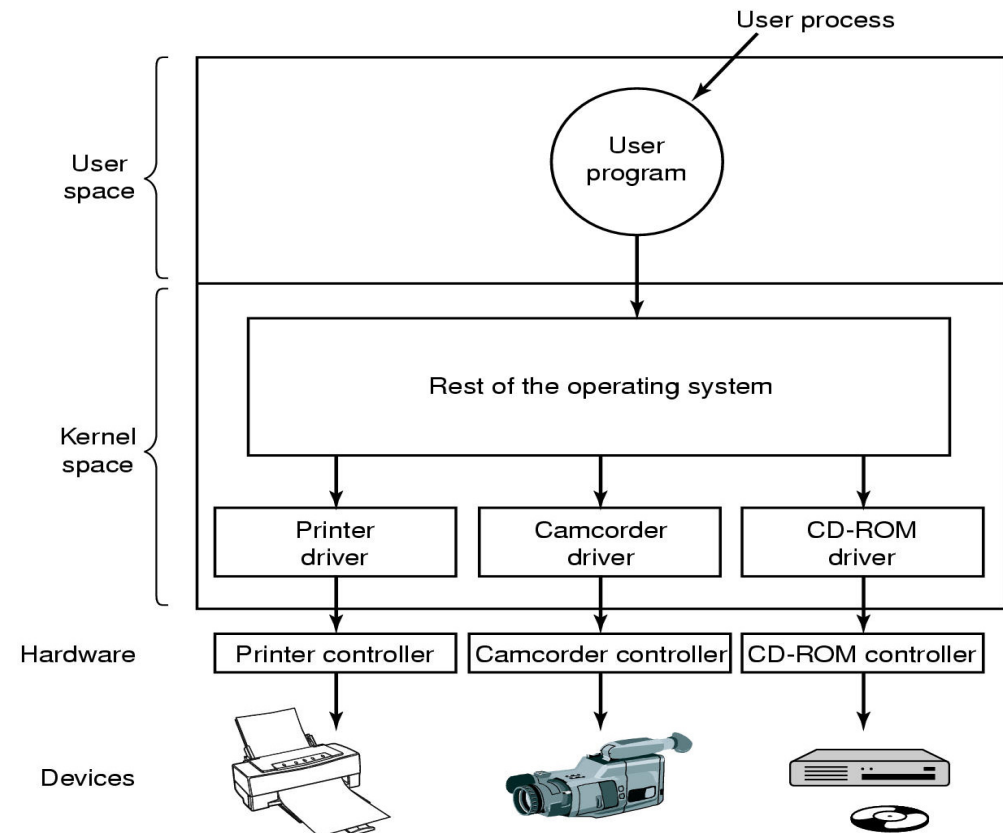 User process
User
program
User
space
Rest of the operating system
Kernel
space
Printer
driver
Camcorder
driver
CD-ROM
driver
Hardware
Printer controller
Camcorder controller
CD-ROM controller
Devices